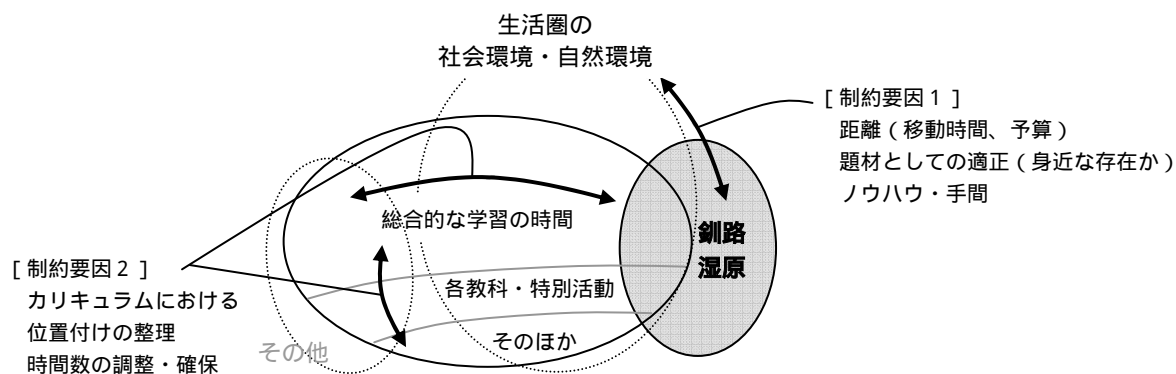 生活圏の
社会環境・自然環境
[ 制約要因１ ]
距離（移動時間、予算）
題材としての適正（身近な存在か）
ノウハウ・手間
総合的な学習の時間
釧路
湿原
[ 制約要因２ ]
カリキュラムにおける
位置付けの整理
時間数の調整・確保
各教科・特別活動
そのほか
その他